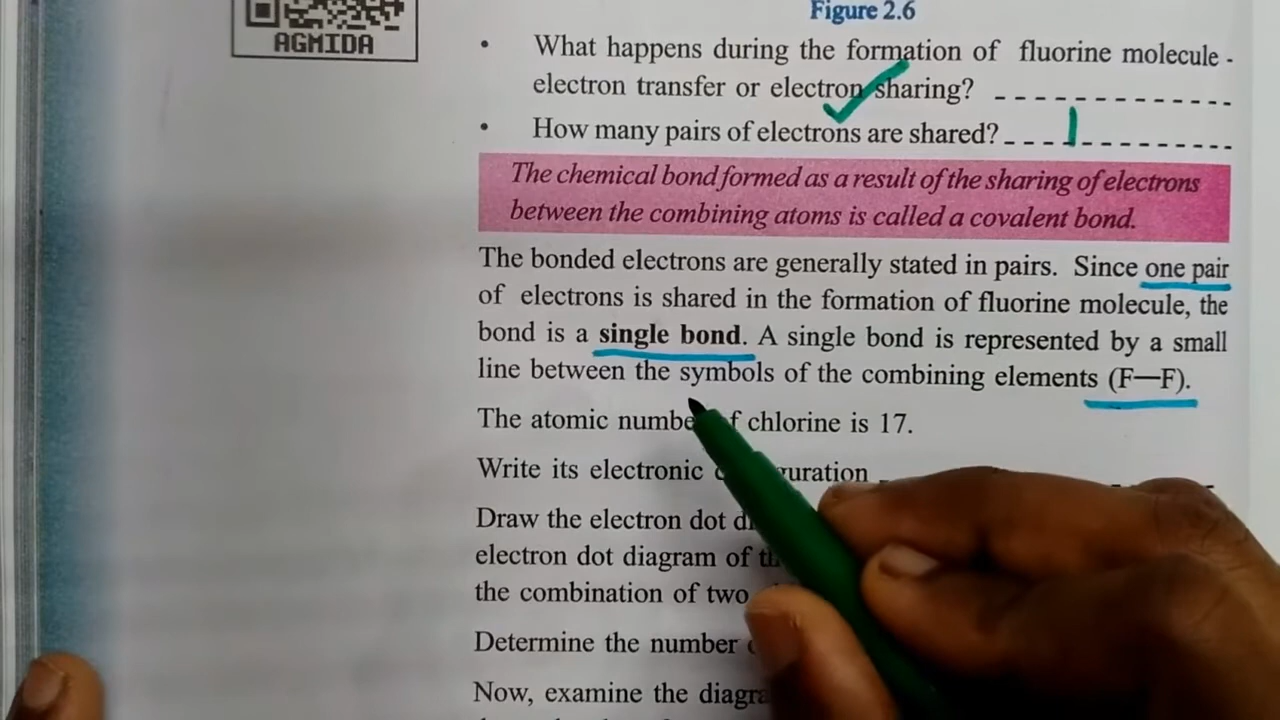 Figure 2.6
AGMIDA
• What happens during the formation of fluorine molecule -
electron transfer or electron sharing? _ _ _ _ _ _ _ _ _ _ _ _
• How many pairs of electrons are shared? _ _ _ 1 _ _ _ _ _ _ _ _
The chemical bond formed as a result of the sharing of electrons
between the combining atoms is called a covalent bond.
The bonded electrons are generally stated in pairs. Since one pair
of electrons is shared in the formation of fluorine molecule, the
bond is a single bond. A single bond is represented by a small
line between the symbols of the combining elements (F—F).
The atomic number of chlorine is 17.
Write its electronic
Draw the electron dot
electron dot diagram of
the combination of two
Determine the number
Now, examine the